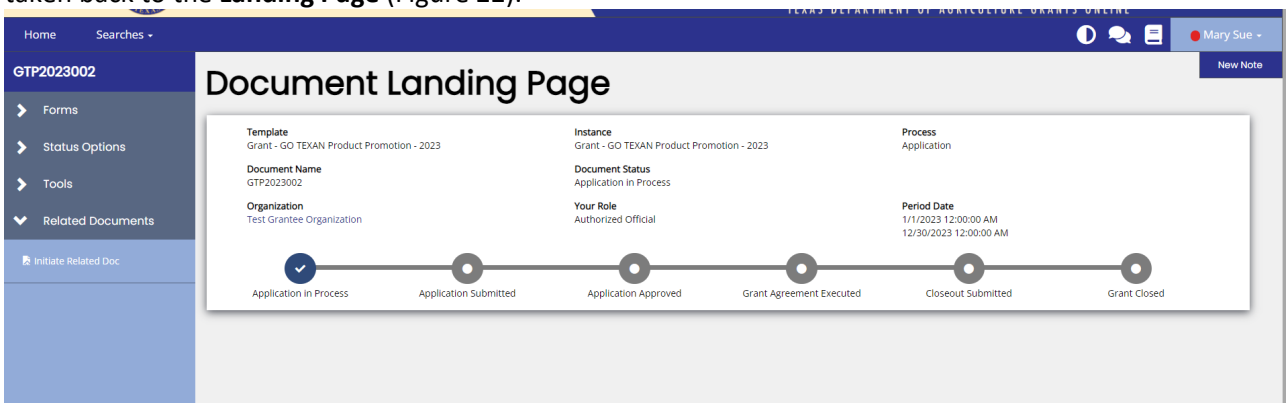 taken back to the Landing Page (Figure 22).
TEXAS DEPARTMENT OF AGRICULTURE GRANTS ONLINE
Home Searches Mary Sue
GTP2023002 New Note
Document Landing Page
Forms
Status Options
Tools
Related Documents
Initiate Related Doc
Template Instance Process
Grant - GO TEXAN Product Promotion - 2023 Grant - GO TEXAN Product Promotion - 2023 Application
Document Name Document Status
GTP2023002 Application in Process
Organization Your Role Period Date
Test Grantee Organization Authorized Official 1/1/2023 12:00:00 AM
12/30/2023 12:00:00 AM
Application in Process Application Submitted Application Approved Grant Agreement Executed Closeout Submitted Grant Closed